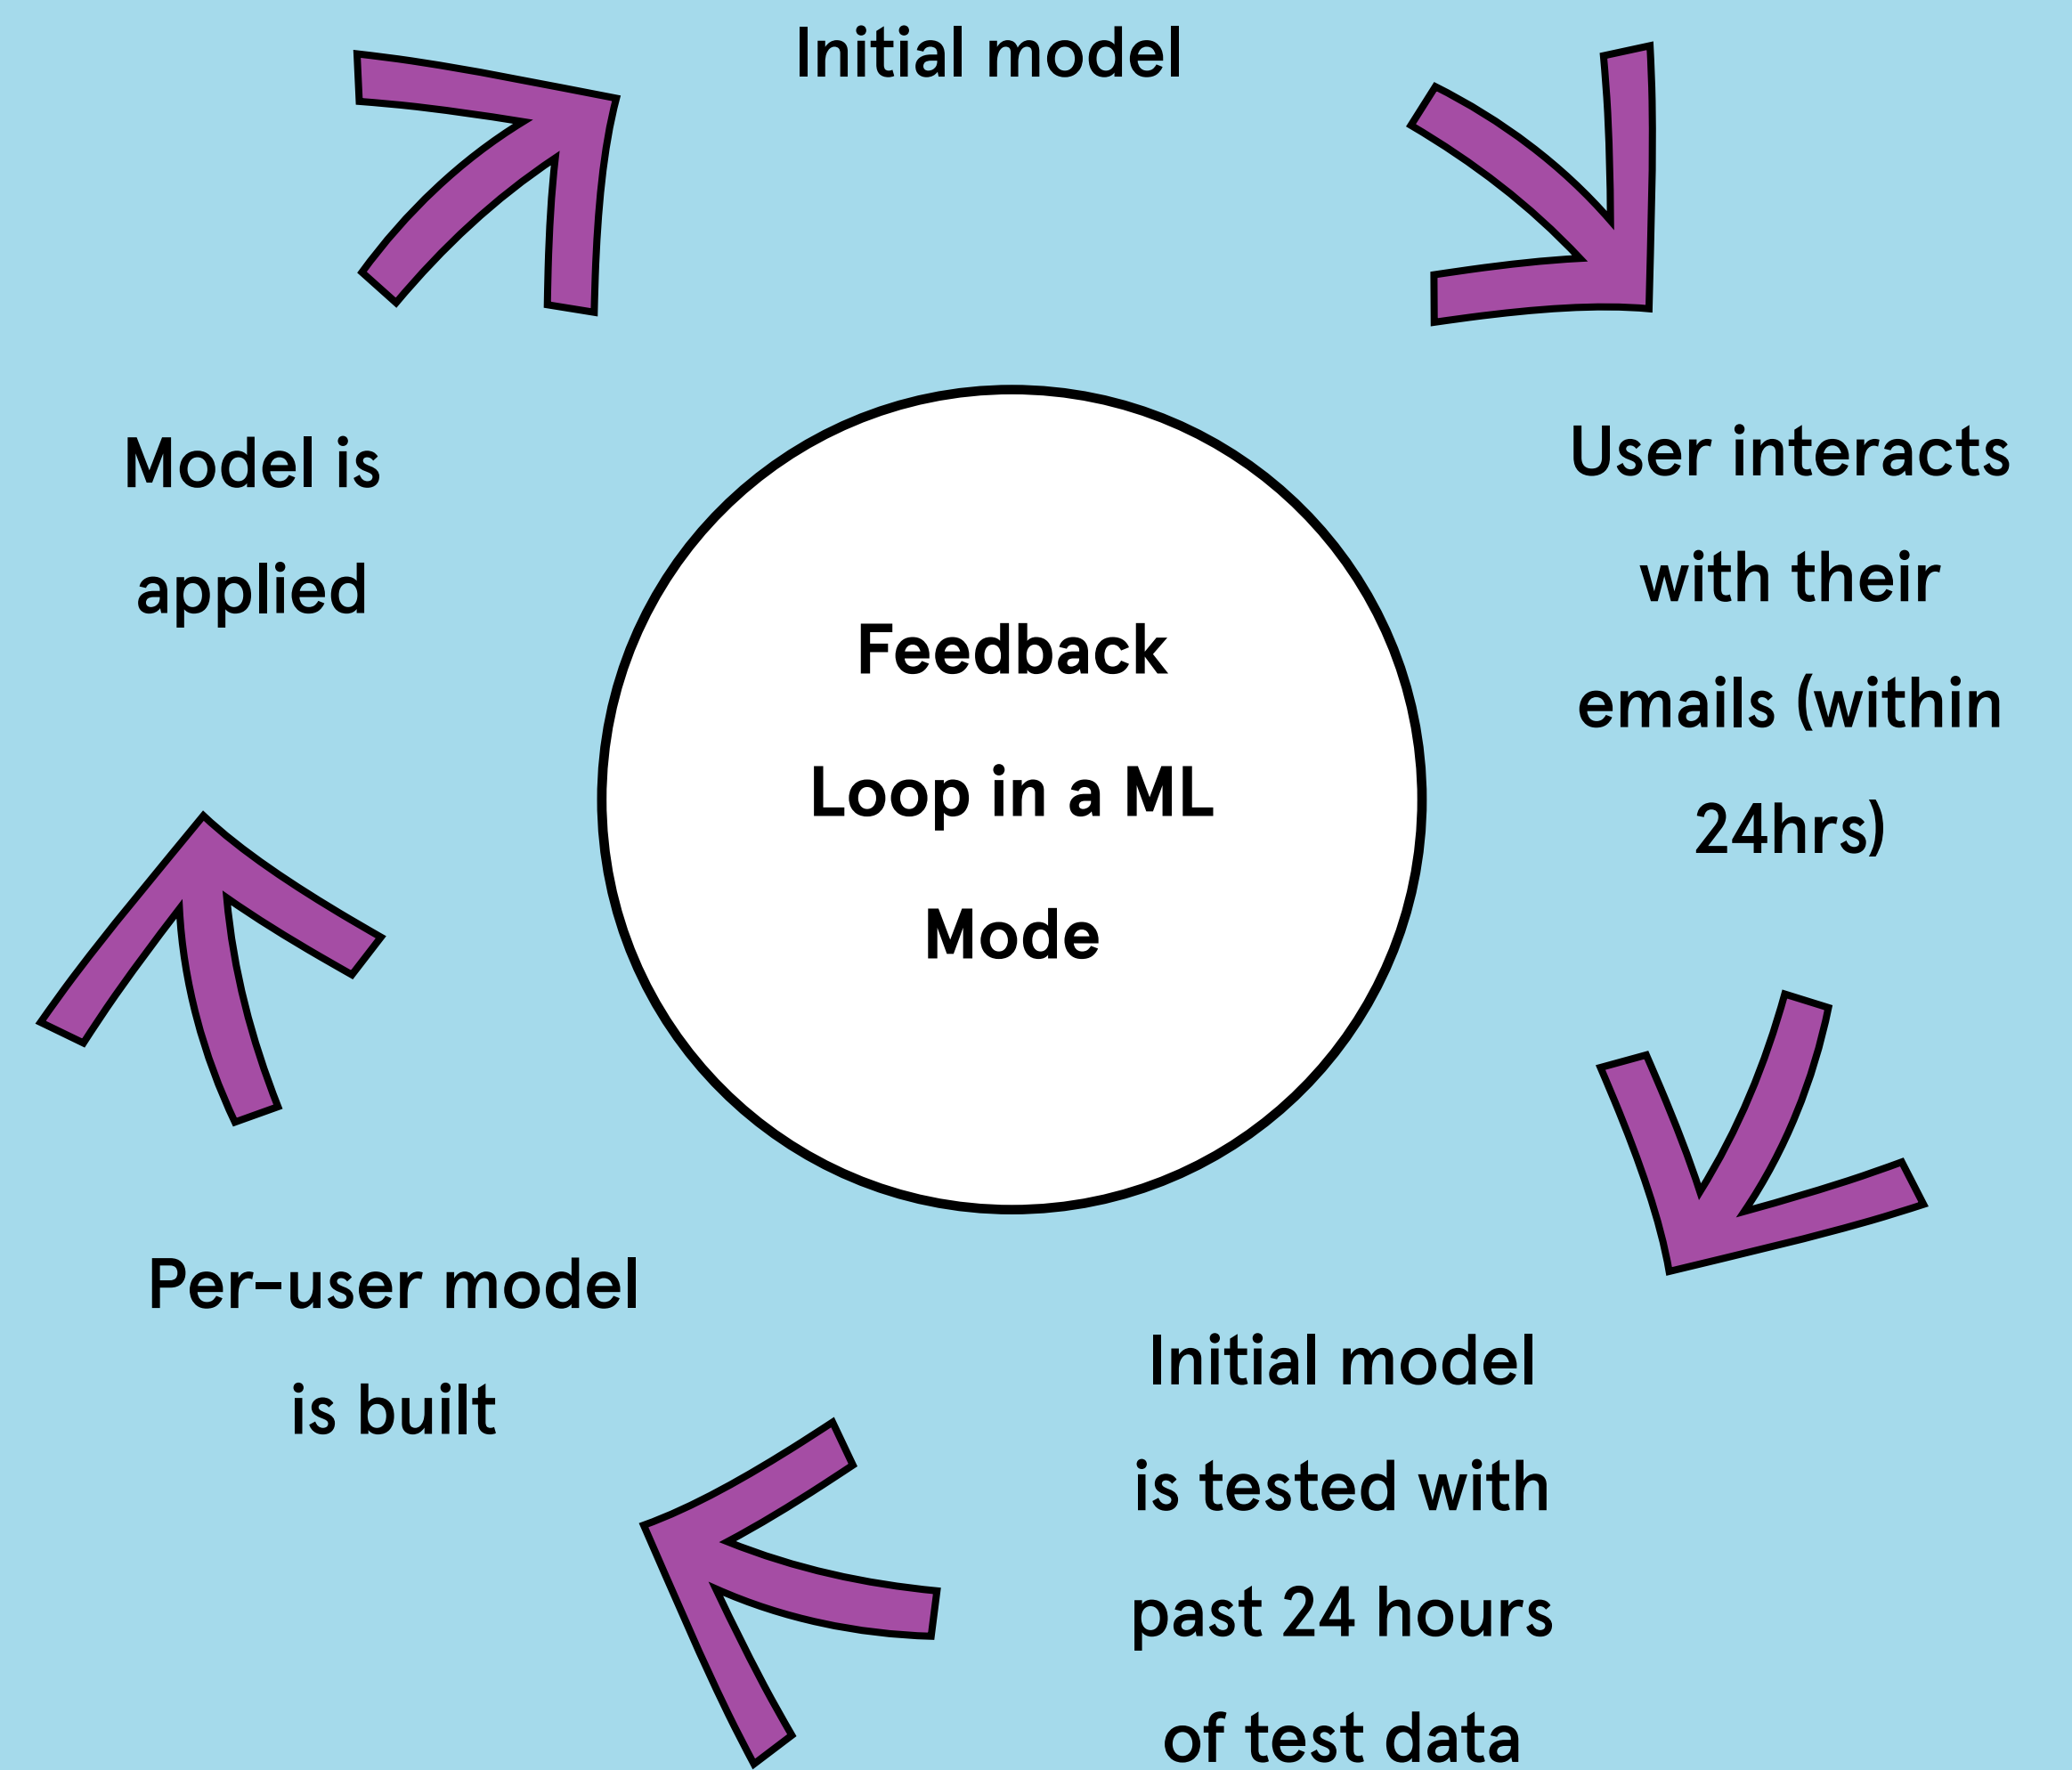 Initial model
User interacts
with their
emails (within
24hrs)
Initial model
is tested with
past 24 hours
of test data
Per-user model
is built
Model is
applied
Feedback
Loop in a ML
Mode